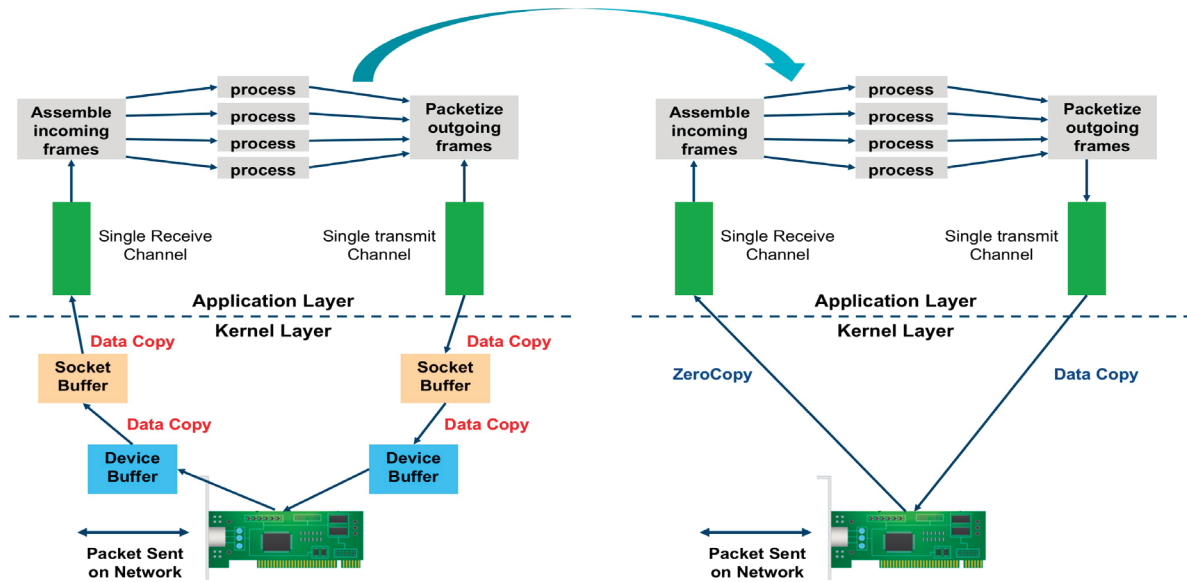 Assemble
incoming
frames
process
process
process
process
Packetize
outgoing
frames
Single Receive
Channel
Single transmit
Channel
Application Layer
Kernel Layer
Data Copy
Data Copy
Socket
Buffer
Socket
Buffer
Data Copy
Data Copy
Device
Buffer
Device
Buffer
Packet Sent
on Network
Assemble
incoming
frames
process
process
process
process
Packetize
outgoing
frames
Single Receive
Channel
Single transmit
Channel
Application Layer
Kernel Layer
ZeroCopy
Data Copy
Packet Sent
on Network